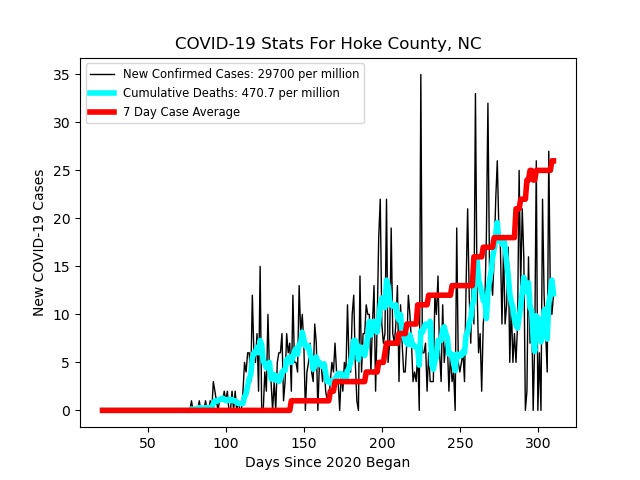 COVID-19 Stats For Hoke County, NC
New Confirmed Cases: 29700 per million
Cumulative Deaths: 470.7 per million
7 Day Case Average
New COVID-19 Cases
35
30
25
20
15
10
5
0
50 100 150 200 250 300
Days Since 2020 Began